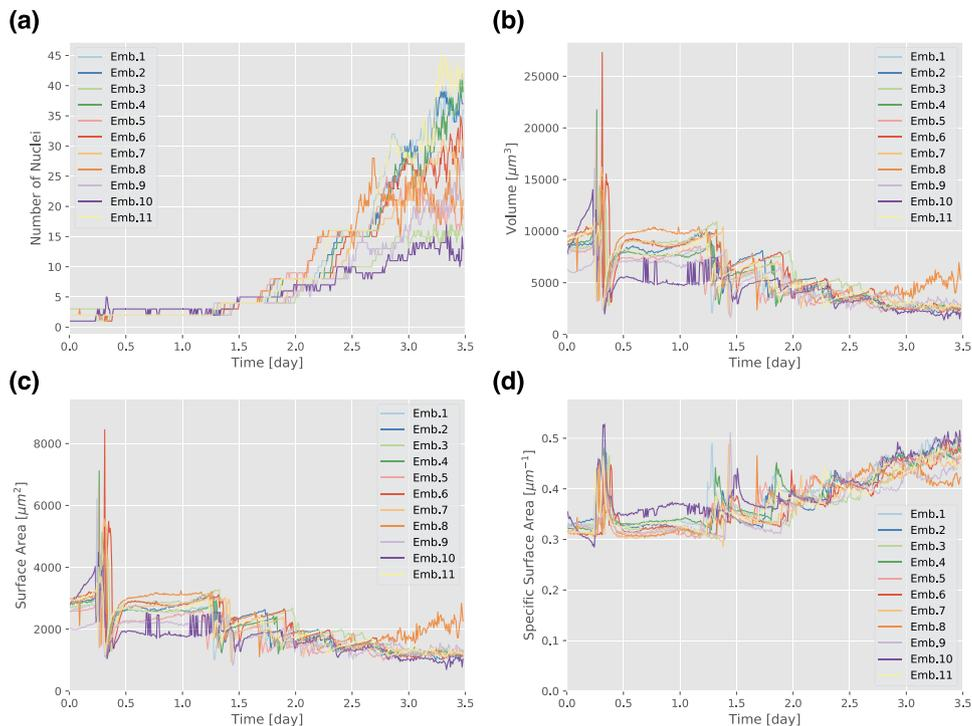 (a)
45
40
35
30
25
20
15
10
5
0
Number of Nuclei
Emb.1
Emb.2
Emb.3
Emb.4
Emb.5
Emb.6
Emb.7
Emb.8
Emb.9
Emb.10
Emb.11
0.0 0.5 1.0 1.5 2.0 2.5 3.0 3.5
Time [day]
(b)
25000
20000
15000
10000
5000
0
Volume [μm³]
Emb.1
Emb.2
Emb.3
Emb.4
Emb.5
Emb.6
Emb.7
Emb.8
Emb.9
Emb.10
Emb.11
0.0 0.5 1.0 1.5 2.0 2.5 3.0 3.5
Time [day]
(c)
8000
6000
4000
2000
0
Surface Area [μm²]
Emb.1
Emb.2
Emb.3
Emb.4
Emb.5
Emb.6
Emb.7
Emb.8
Emb.9
Emb.10
Emb.11
0.0 0.5 1.0 1.5 2.0 2.5 3.0 3.5
Time [day]
(d)
0.5
0.4
0.3
0.2
0.1
0.0
Specific Surface Area [μm⁻¹]
Emb.1
Emb.2
Emb.3
Emb.4
Emb.5
Emb.6
Emb.7
Emb.8
Emb.9
Emb.10
Emb.11
0.0 0.5 1.0 1.5 2.0 2.5 3.0 3.5
Time [day]